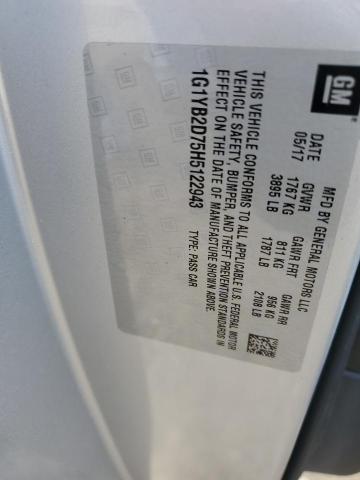 GM
MFD BY GENERAL MOTORS LLC
DATE GVWR GAWR FRT GAWR RR
05/17 1767 KG 811 KG 956 KG
3895 LB 1787 LB 2108 LB
THIS VEHICLE CONFORMS TO ALL APPLICABLE U.S. FEDERAL MOTOR
VEHICLE SAFETY, BUMPER, AND THEFT PREVENTION STANDARDS IN
EFFECT ON THE DATE OF MANUFACTURE SHOWN ABOVE.
1G1YB2D75H5122943
TYPE: PASS CAR